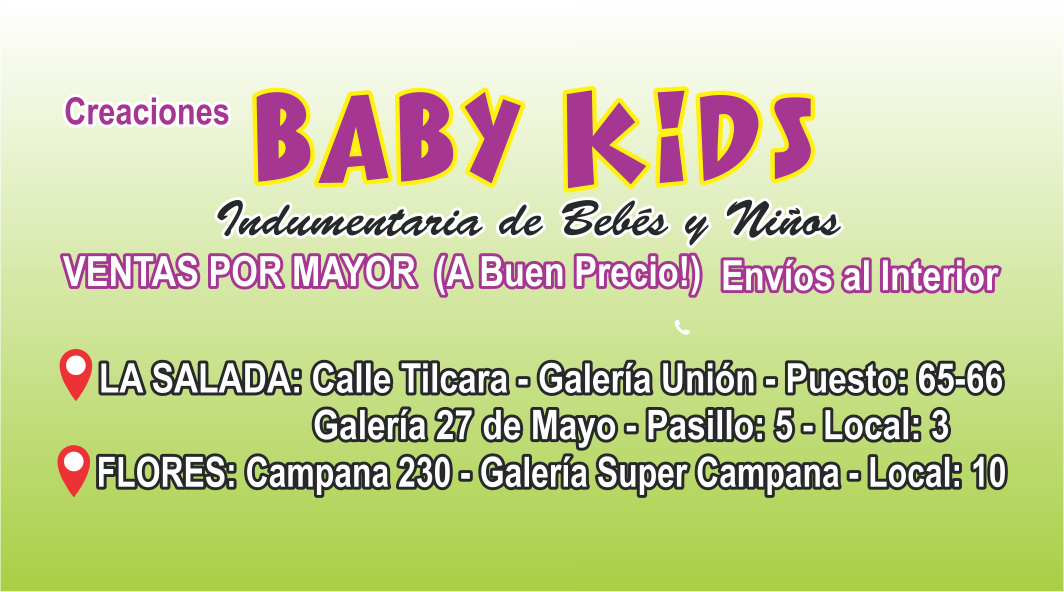 Creaciones BABY KiDS
Indumentaria de Bebés y Niños
VENTAS POR MAYOR (A Buen Precio!) Envíos al Interior
LA SALADA: Calle Tilcara - Galería Unión - Puesto: 65-66
Galería 27 de Mayo - Pasillo: 5 - Local: 3
FLORES: Campana 230 - Galería Super Campana - Local: 10